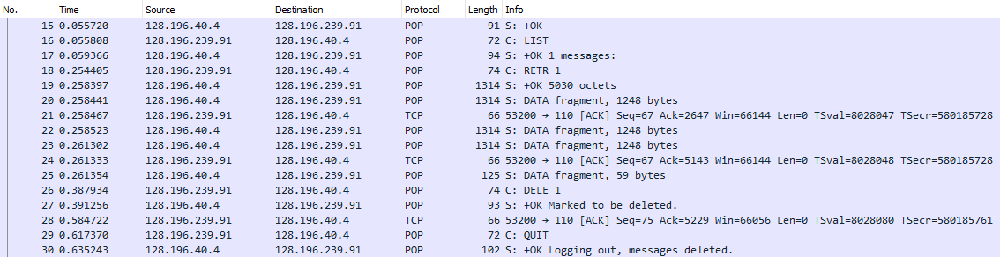 No. Time Source Destination Protocol Length Info
15 0.055720 128.196.40.4 128.196.239.91 POP 91 S: +OK
16 0.055808 128.196.239.91 128.196.40.4 POP 72 C: LIST
17 0.059366 128.196.40.4 128.196.239.91 POP 94 S: +OK 1 messages:
18 0.254405 128.196.239.91 128.196.40.4 POP 74 C: RETR 1
19 0.258397 128.196.40.4 128.196.239.91 POP 1314 S: +OK 5030 octets
20 0.258441 128.196.40.4 128.196.239.91 POP 1314 S: DATA fragment, 1248 bytes
21 0.258467 128.196.239.91 128.196.40.4 TCP 66 53200 → 110 [ACK] Seq=67 Ack=2647 Win=66144 Len=0 TSval=8028047 TSecr=580185728
22 0.258523 128.196.40.4 128.196.239.91 POP 1314 S: DATA fragment, 1248 bytes
23 0.261302 128.196.40.4 128.196.239.91 POP 1314 S: DATA fragment, 1248 bytes
24 0.261333 128.196.239.91 128.196.40.4 TCP 66 53200 → 110 [ACK] Seq=67 Ack=5143 Win=66144 Len=0 TSval=8028048 TSecr=580185728
25 0.261354 128.196.40.4 128.196.239.91 POP 125 S: DATA fragment, 59 bytes
26 0.387934 128.196.239.91 128.196.40.4 POP 74 C: DELE 1
27 0.391256 128.196.40.4 128.196.239.91 POP 93 S: +OK Marked to be deleted.
28 0.584722 128.196.239.91 128.196.40.4 TCP 66 53200 → 110 [ACK] Seq=75 Ack=5229 Win=66056 Len=0 TSval=8028080 TSecr=580185761
29 0.617370 128.196.239.91 128.196.40.4 POP 72 C: QUIT
30 0.635243 128.196.40.4 128.196.239.91 POP 102 S: +OK Logging out, messages deleted.